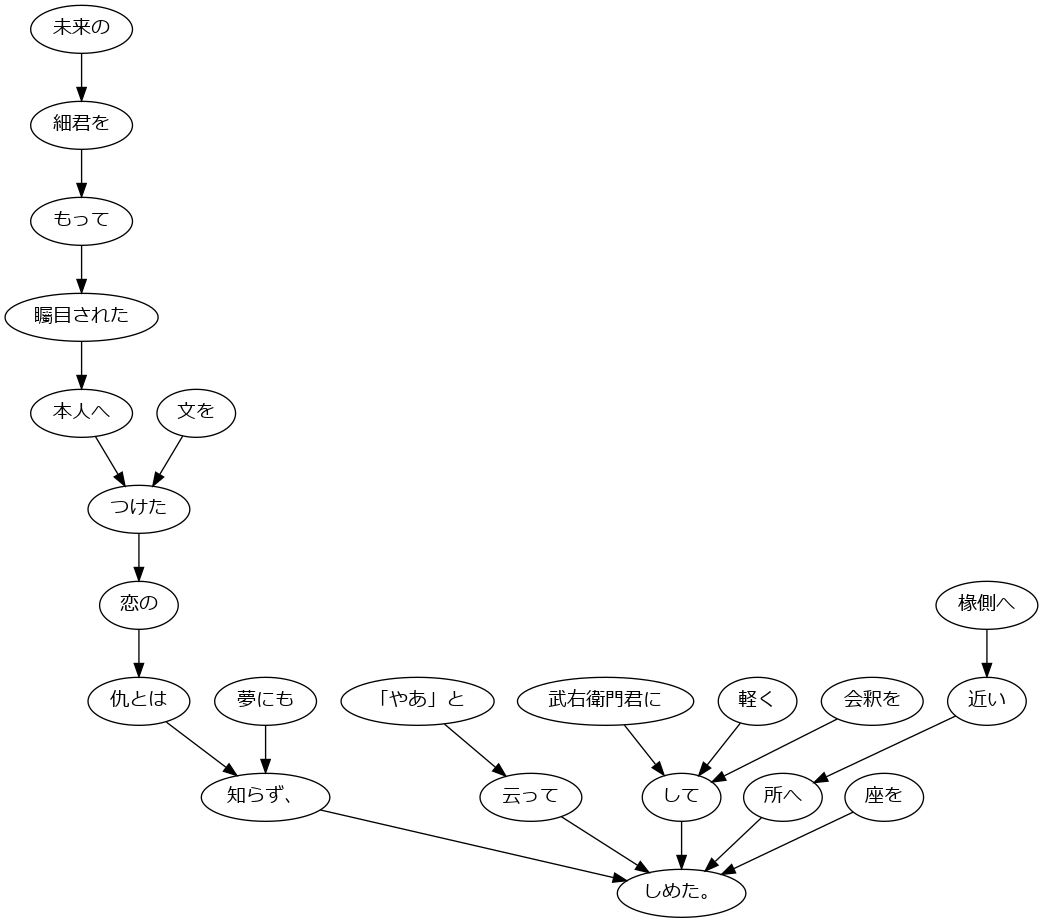 未来の
細君を
もって
矚目された
本人へ
文を
つけた
恋の
椽側へ
仇とは
夢にも
「やあ」と
武右衛門君に
軽く
会釈を
近い
知らず、
云って
して
所へ
座を
しめた。